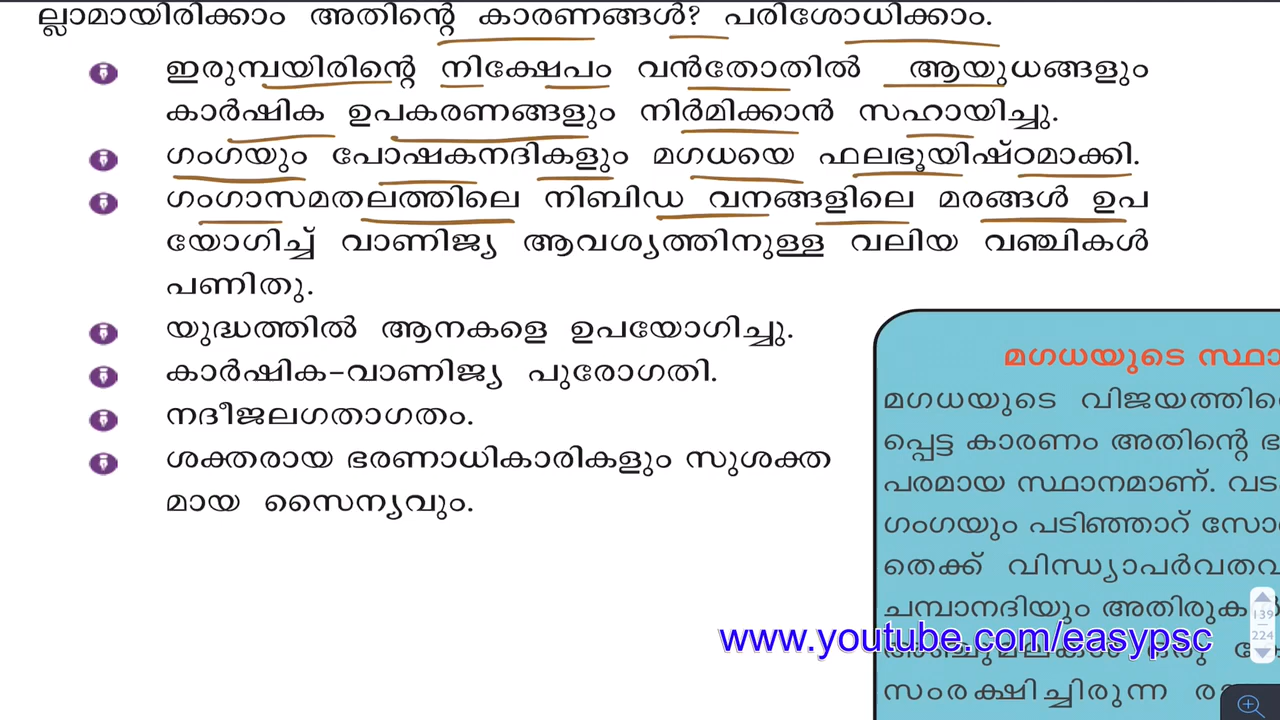 ല്ലാമായിരിക്കാം അതിന്റെ കാരണങ്ങൾ? പരിശോധിക്കാം.
ഇരുമ്പയിരിന്റെ നിക്ഷേപം വൻതോതിൽ ആയുധങ്ങളും
കാർഷിക ഉപകരണങ്ങളും നിർമിക്കാൻ സഹായിച്ചു.
ഗംഗയും പോഷകനദികളും മഗധയെ ഫലഭൂയിഷ്ഠമാക്കി.
ഗംഗാസമതലത്തിലെ നിബിഡ വനങ്ങളിലെ മരങ്ങൾ ഉപ
യോഗിച്ച് വാണിജ്യ ആവശ്യത്തിനുള്ള വലിയ വഞ്ചികൾ
പണിതു.
യുദ്ധത്തിൽ ആനകളെ ഉപയോഗിച്ചു.
കാർഷിക-വാണിജ്യ പുരോഗതി.
നദീജലഗതാഗതം.
ശക്തരായ ഭരണാധികാരികളും സുശക്ത
മായ സൈന്യവും.
മഗധയുടെ സ്ഥാ
മഗധയുടെ വിജയത്തി
പ്പെട്ട കാരണം അതിന്റെ ഭ
പരമായ സ്ഥാനമാണ്. വട
ഗംഗയും പടിഞ്ഞാറ് സോ
തെക്ക് വിന്ധ്യാപർവത
ചമ്പാനദിയും അതിരുക
സംരക്ഷിച്ചിരുന്ന ര
www.youtube.com/easypsc
139
224